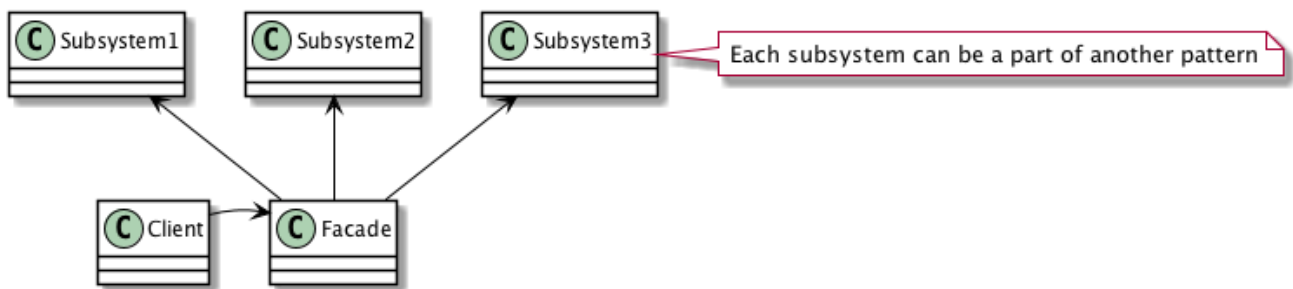 C Subsystem1
C Subsystem2
C Subsystem3
Each subsystem can be a part of another pattern
C Client
C Facade